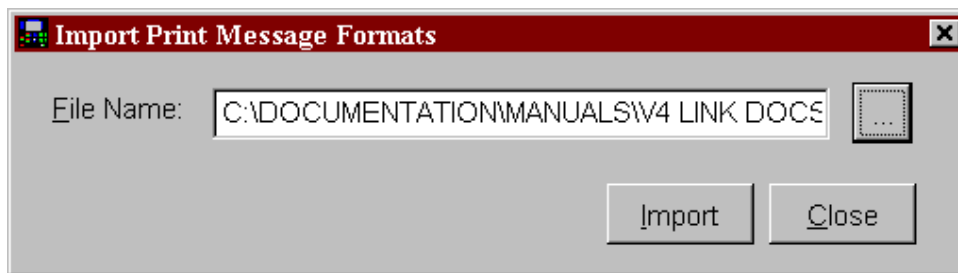 Import Print Message Formats
File Name: C:\DOCUMENTATION\MANUALS\V4 LINK DOCS ...
Import Close